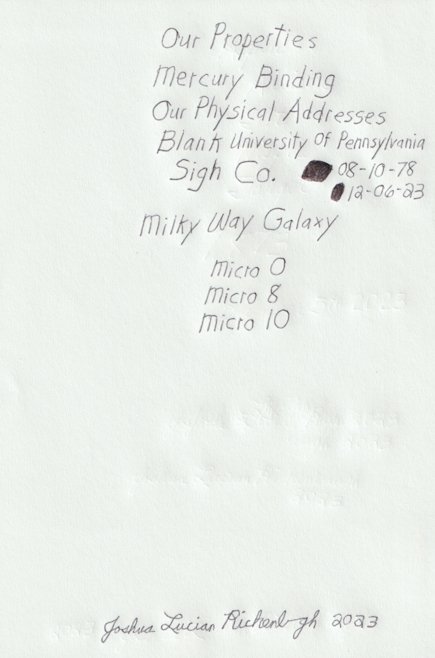 Our Properties
Mercury Binding
Our Physical Addresses
Blank University Of Pennsylvania
Sigh Co. 08-10-78
12-06-23
Milky Way Galaxy
Micro 0
Micro 8
Micro 10
Joshua Lucian 2023